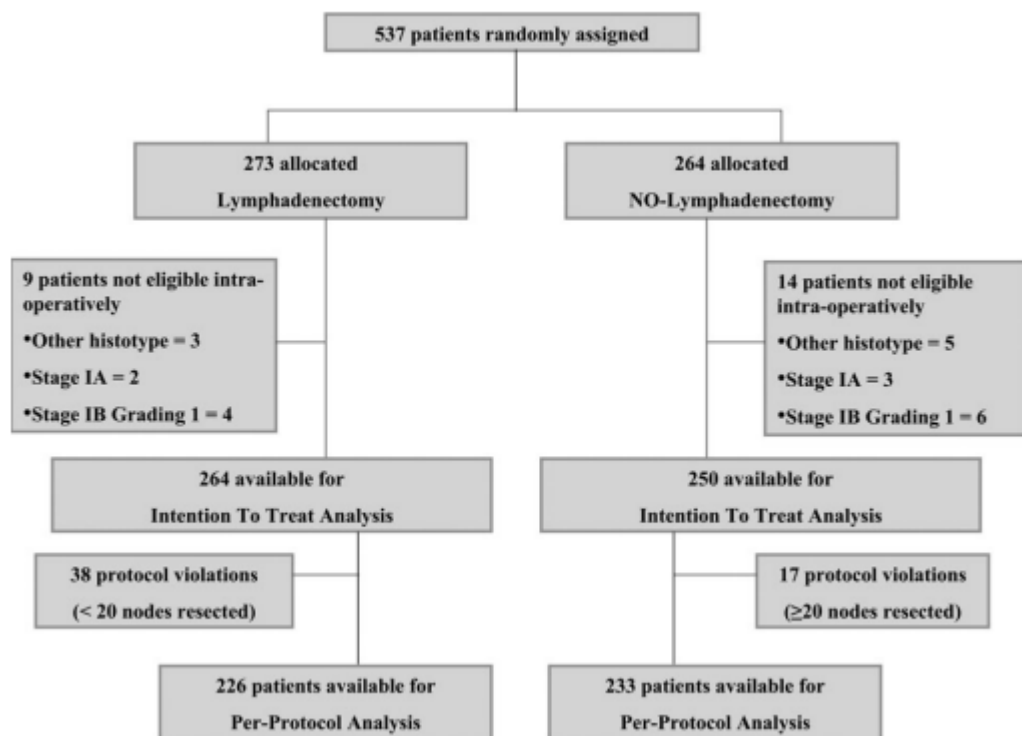 537 patients randomly assigned
273 allocated
Lymphadenectomy
264 allocated
NO-Lymphadenectomy
9 patients not eligible intra-
operatively
•Other histotype = 3
•Stage IA = 2
•Stage IB Grading 1 = 4
14 patients not eligible
intra-operatively
•Other histotype = 5
•Stage IA = 3
•Stage IB Grading 1 = 6
264 available for
Intention To Treat Analysis
250 available for
Intention To Treat Analysis
38 protocol violations
(< 20 nodes resected)
17 protocol violations
(≥20 nodes resected)
226 patients available for
Per-Protocol Analysis
233 patients available for
Per-Protocol Analysis